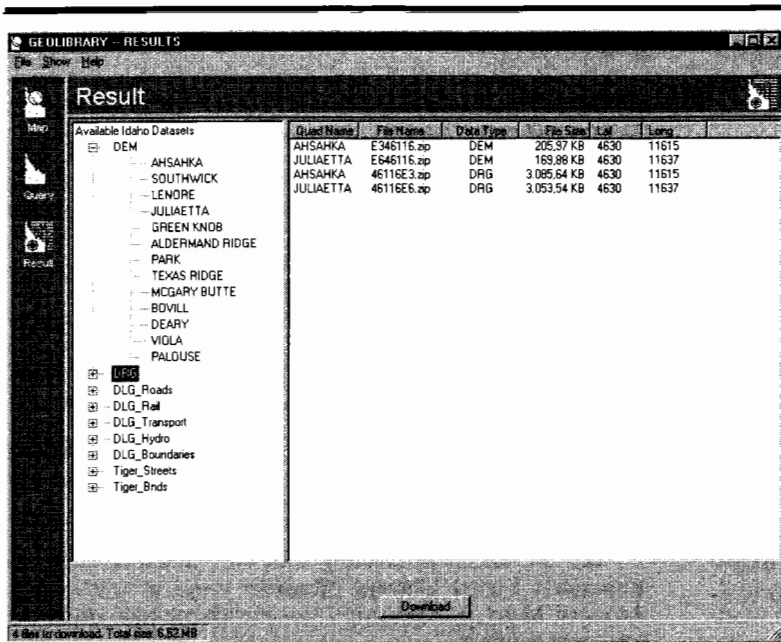 GEOLIBRARY -- RESULTS
File Show Help
Result
Map
Query
Result
Available Idaho Datasets
DEM
AHSAHKA
SOUTHWICK
LENORE
JULIAETTA
GREEN KNOB
ALDERMAND RIDGE
PARK
TEXAS RIDGE
MCGARY BUTTE
BOVILL
DEARY
VIOLA
PALOUSE
DRG
DLG_Roads
DLG_Rail
DLG_Transport
DLG_Hydro
DLG_Boundaries
Tiger_Streets
Tiger_Bnds
Quad Name File Name Data Type File Size Lat Long
AHSAHKA E346116.zip DEM 205,97 KB 4630 11615
JULIAETTA E646116.zip DEM 169,88 KB 4630 11637
AHSAHKA 46116E3.zip DRG 3.085,64 KB 4630 11615
JULIAETTA 46116E6.zip DRG 3.053,54 KB 4630 11637
Download
4 files to download. Total size: 6,52 MB